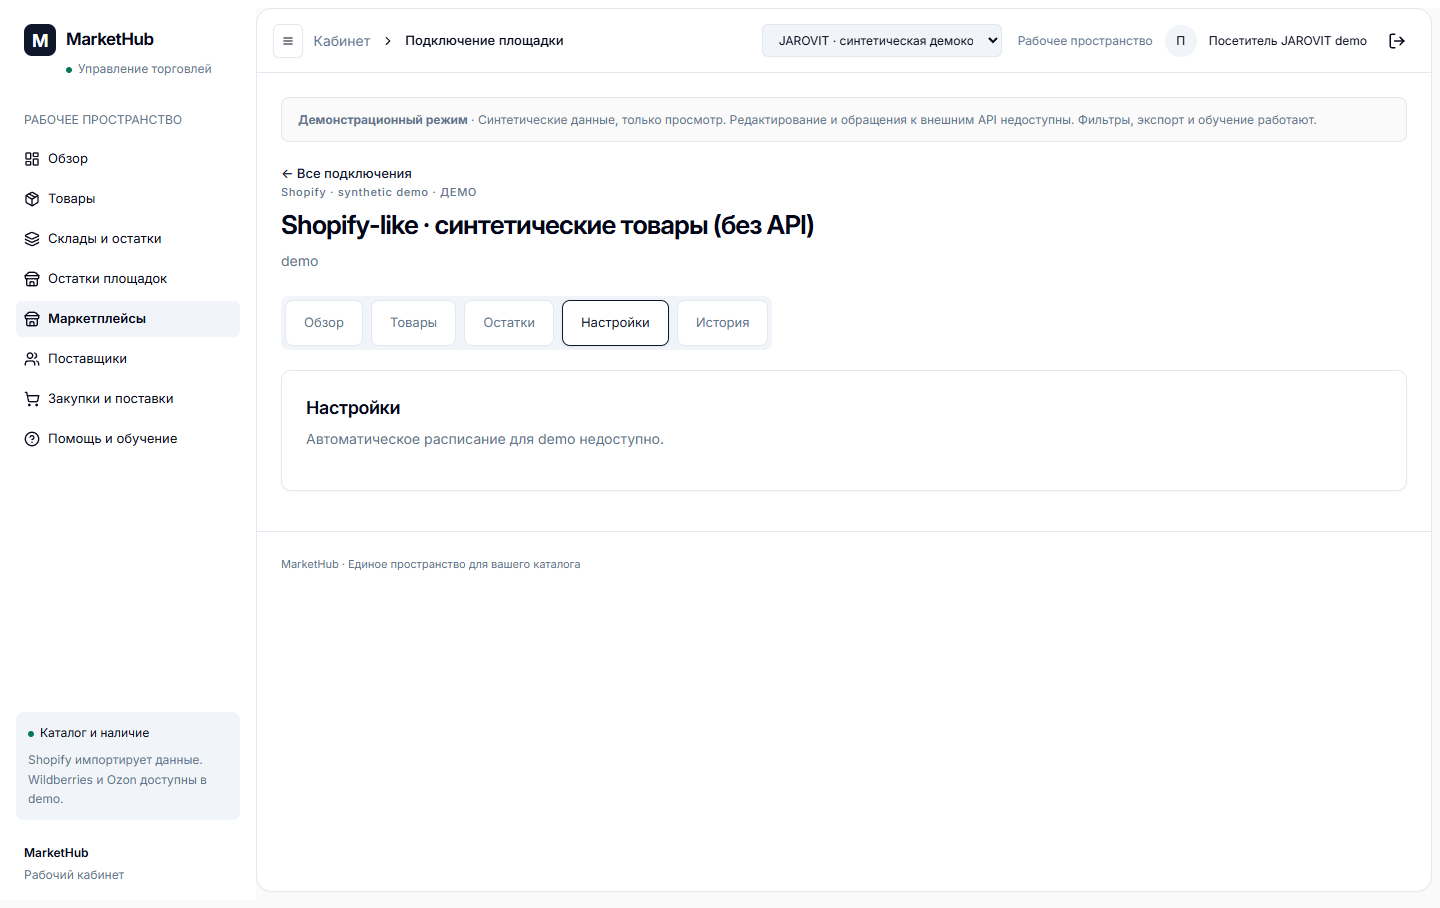 M MarketHub
Управление торговлей
РАБОЧЕЕ ПРОСТРАНСТВО
Обзор
Товары
Склады и остатки
Остатки площадок
Маркетплейсы
Поставщики
Закупки и поставки
Помощь и обучение
Каталог и наличие
Shopify импортирует данные.
Wildberries и Ozon доступны в
demo.
MarketHub
Рабочий кабинет
Кабинет > Подключение площадки
JAROVIT · синтетическая демоко
Рабочее пространство
П
Посетитель JAROVIT demo
Демонстрационный режим · Синтетические данные, только просмотр. Редактирование и обращения к внешним API недоступны. Фильтры, экспорт и обучение работают.
← Все подключения
Shopify · synthetic demo · ДЕМО
Shopify-like · синтетические товары (без API)
demo
Обзор
Товары
Остатки
Настройки
История
Настройки
Автоматическое расписание для demo недоступно.
MarketHub · Единое пространство для вашего каталога